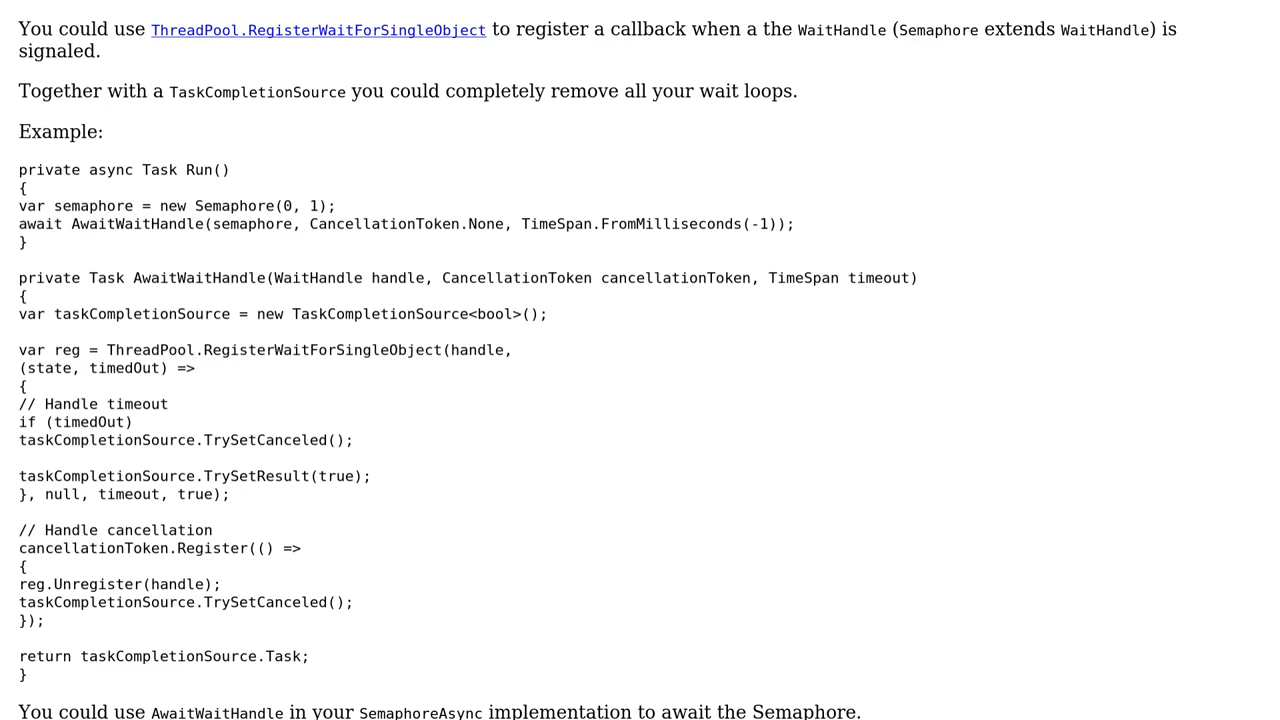 You could use ThreadPool.RegisterWaitForSingleObject to register a callback when a the WaitHandle (Semaphore extends WaitHandle) is
signaled.
Together with a TaskCompletionSource you could completely remove all your wait loops.
Example:
private async Task Run()
{
var semaphore = new Semaphore(0, 1);
await AwaitWaitHandle(semaphore, CancellationToken.None, TimeSpan.FromMilliseconds(-1));
}
private Task AwaitWaitHandle(WaitHandle handle, CancellationToken cancellationToken, TimeSpan timeout)
{
var taskCompletionSource = new TaskCompletionSource<bool>();
var reg = ThreadPool.RegisterWaitForSingleObject(handle,
(state, timedOut) =>
{
// Handle timeout
if (timedOut)
taskCompletionSource.TrySetCanceled();
taskCompletionSource.TrySetResult(true);
}, null, timeout, true);
// Handle cancellation
cancellationToken.Register(() =>
{
reg.Unregister(handle);
taskCompletionSource.TrySetCanceled();
});
return taskCompletionSource.Task;
}
You could use AwaitWaitHandle in your SemaphoreAsync implementation to await the Semaphore.